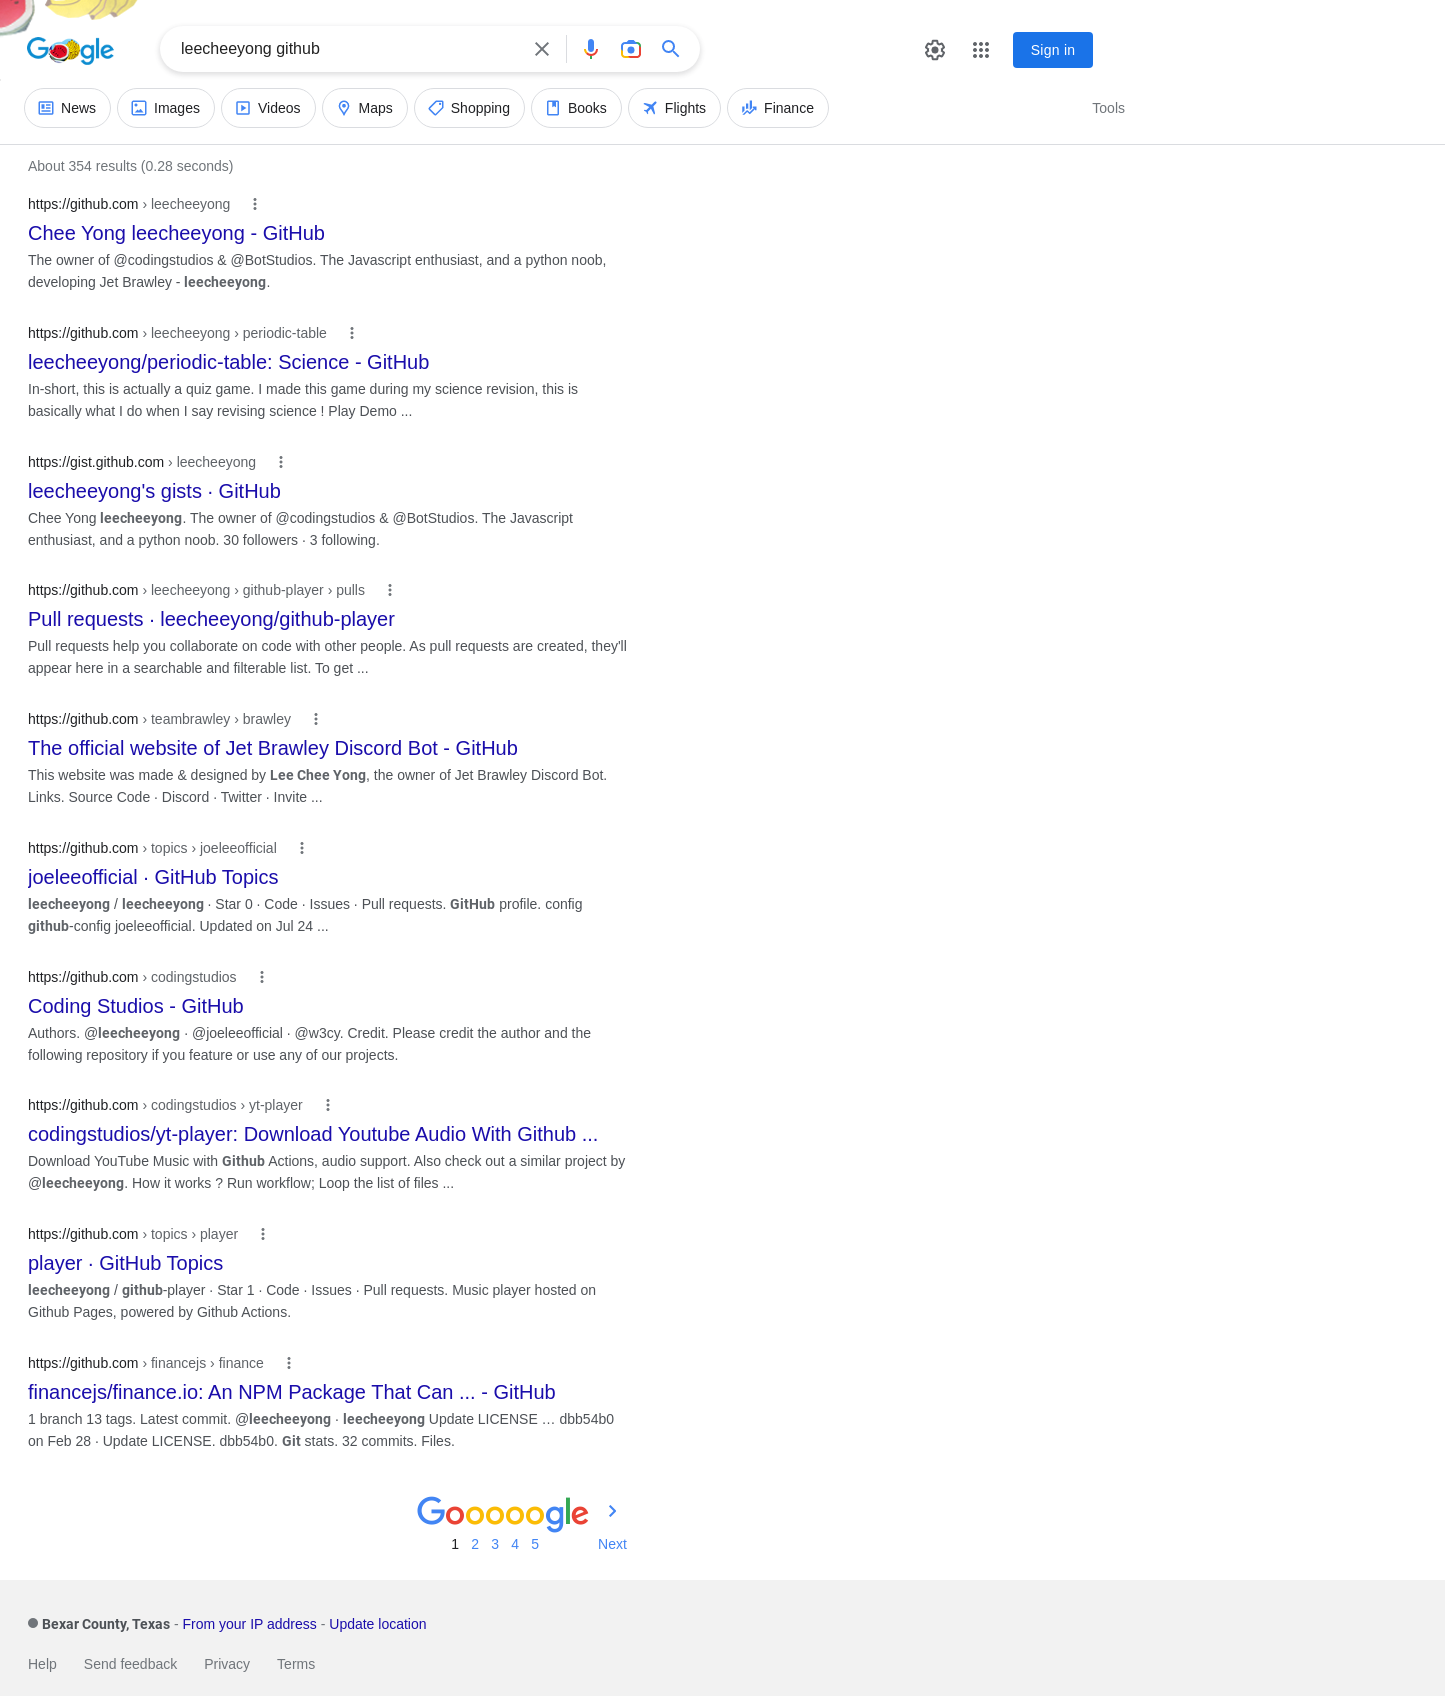 Google
leecheeyong github
Sign in
News Images Videos Maps Shopping Books Flights Finance Tools
About 354 results (0.28 seconds)
https://github.com › leecheeyong
Chee Yong leecheeyong - GitHub
The owner of @codingstudios & @BotStudios. The Javascript enthusiast, and a python noob,
developing Jet Brawley - leecheeyong.
https://github.com › leecheeyong › periodic-table
leecheeyong/periodic-table: Science - GitHub
In-short, this is actually a quiz game. I made this game during my science revision, this is
basically what I do when I say revising science ! Play Demo ...
https://gist.github.com › leecheeyong
leecheeyong's gists · GitHub
Chee Yong leecheeyong. The owner of @codingstudios & @BotStudios. The Javascript
enthusiast, and a python noob. 30 followers · 3 following.
https://github.com › leecheeyong › github-player › pulls
Pull requests · leecheeyong/github-player
Pull requests help you collaborate on code with other people. As pull requests are created, they'll
appear here in a searchable and filterable list. To get ...
https://github.com › teambrawley › brawley
The official website of Jet Brawley Discord Bot - GitHub
This website was made & designed by Lee Chee Yong, the owner of Jet Brawley Discord Bot.
Links. Source Code · Discord · Twitter · Invite ...
https://github.com › topics › joeleeofficial
joeleeofficial · GitHub Topics
leecheeyong / leecheeyong · Star 0 · Code · Issues · Pull requests. GitHub profile. config
github-config joeleeofficial. Updated on Jul 24 ...
https://github.com › codingstudios
Coding Studios - GitHub
Authors. @leecheeyong · @joeleeofficial · @w3cy. Credit. Please credit the author and the
following repository if you feature or use any of our projects.
https://github.com › codingstudios › yt-player
codingstudios/yt-player: Download Youtube Audio With Github ...
Download YouTube Music with Github Actions, audio support. Also check out a similar project by
@leecheeyong. How it works ? Run workflow; Loop the list of files ...
https://github.com › topics › player
player · GitHub Topics
leecheeyong / github-player · Star 1 · Code · Issues · Pull requests. Music player hosted on
Github Pages, powered by Github Actions.
https://github.com › financejs › finance
financejs/finance.io: An NPM Package That Can ... - GitHub
1 branch 13 tags. Latest commit. @leecheeyong · leecheeyong Update LICENSE … dbb54b0
on Feb 28 · Update LICENSE. dbb54b0. Git stats. 32 commits. Files.
Gooooogle
1 2 3 4 5 Next
Bexar County, Texas - From your IP address - Update location
Help Send feedback Privacy Terms